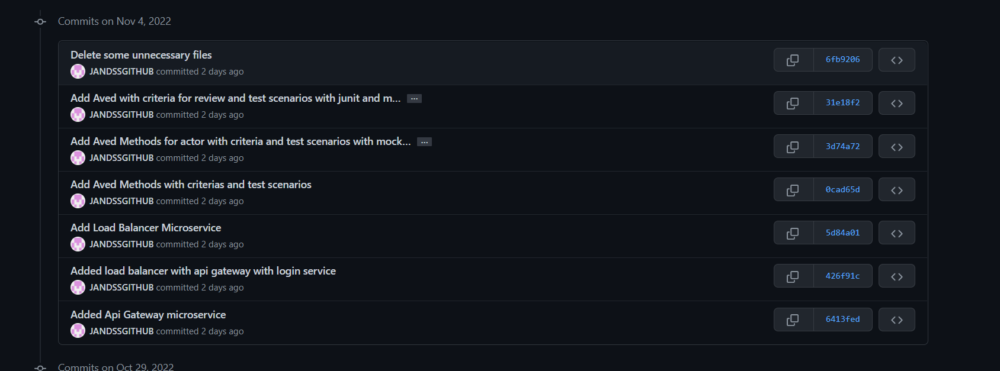 Commits on Nov 4, 2022
Delete some unnecessary files
JANDSSGITHUB committed 2 days ago
6fb9206
Add Aved with criteria for review and test scenarios with junit and m... ...
JANDSSGITHUB committed 2 days ago
31e18f2
Add Aved Methods for actor with criteria and test scenarios with mock... ...
JANDSSGITHUB committed 2 days ago
3d74a72
Add Aved Methods with criterias and test scenarios
JANDSSGITHUB committed 2 days ago
0cad65d
Add Load Balancer Microservice
JANDSSGITHUB committed 2 days ago
5d84a01
Added load balancer with api gateway with login service
JANDSSGITHUB committed 2 days ago
426f91c
Added Api Gateway microservice
JANDSSGITHUB committed 2 days ago
6413fed
Commits on Oct 29, 2022